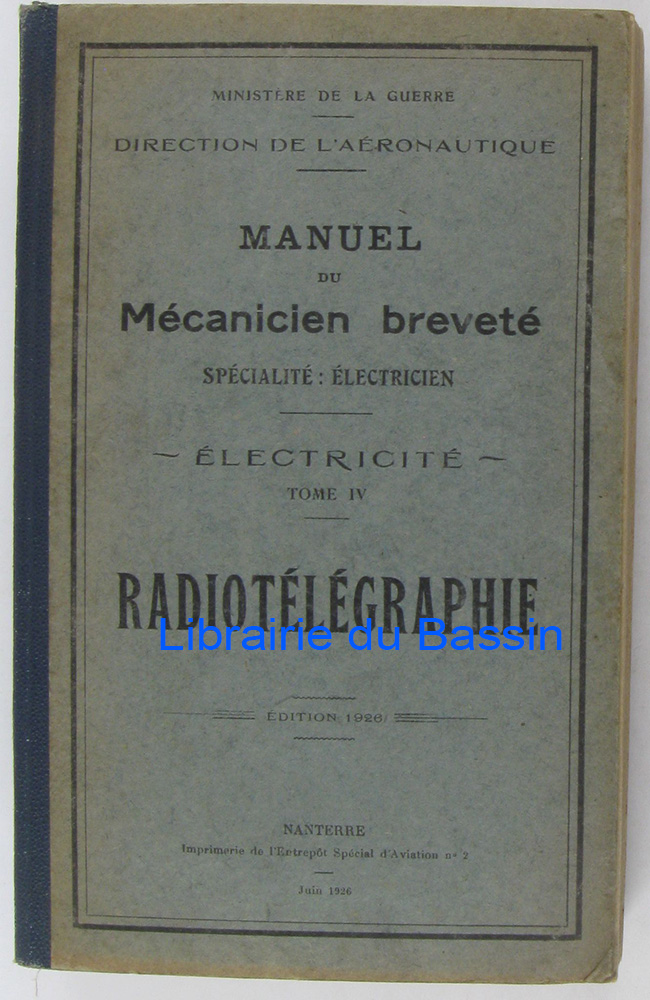 MINISTÈRE DE LA GUERRE
DIRECTION DE L'AÉRONAUTIQUE
MANUEL
DU
Mécanicien breveté
SPÉCIALITÉ : ÉLECTRICIEN
~ ÉLECTRICITÉ ~
TOME IV
RADIOTÉLÉGRAPHIE
Librairie du Bassin
ÉDITION 1926
NANTERRE
Imprimerie de l'Entrepôt Spécial d'Aviation nº 2
Juin 1926